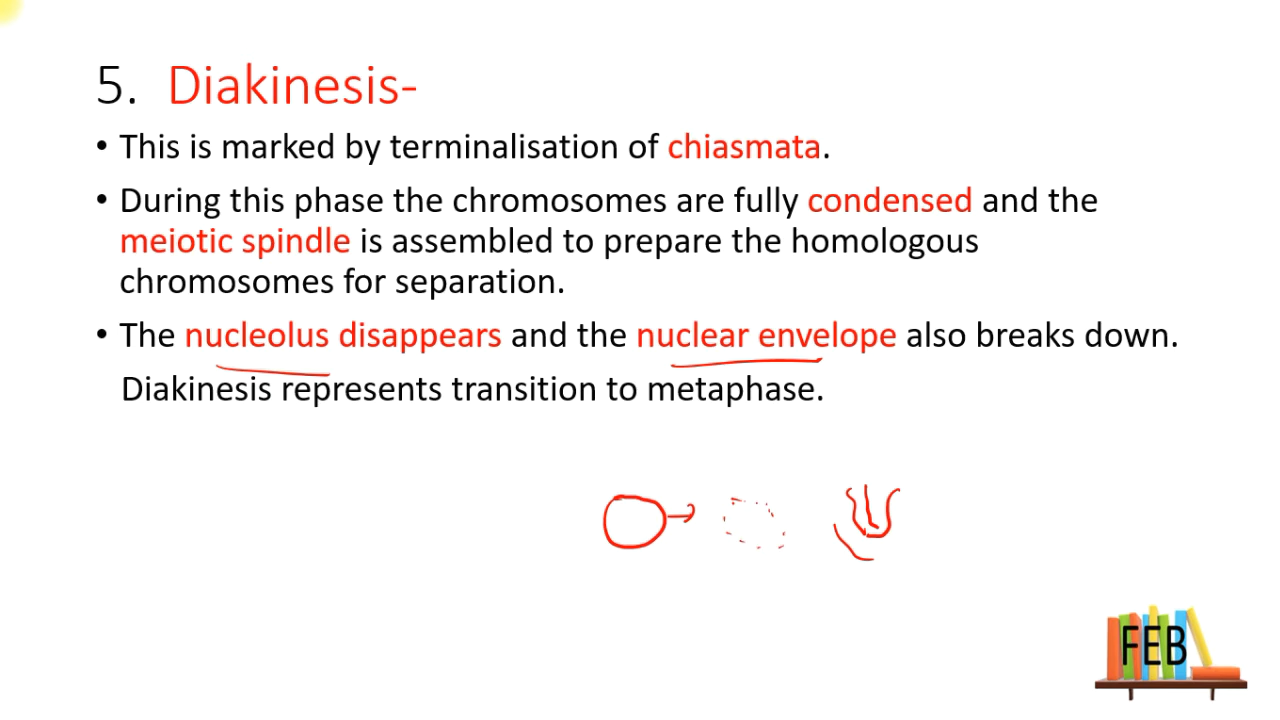 5. Diakinesis-
• This is marked by terminalisation of chiasmata.
• During this phase the chromosomes are fully condensed and the
meiotic spindle is assembled to prepare the homologous
chromosomes for separation.
• The nucleolus disappears and the nuclear envelope also breaks down.
Diakinesis represents transition to metaphase.
FEB